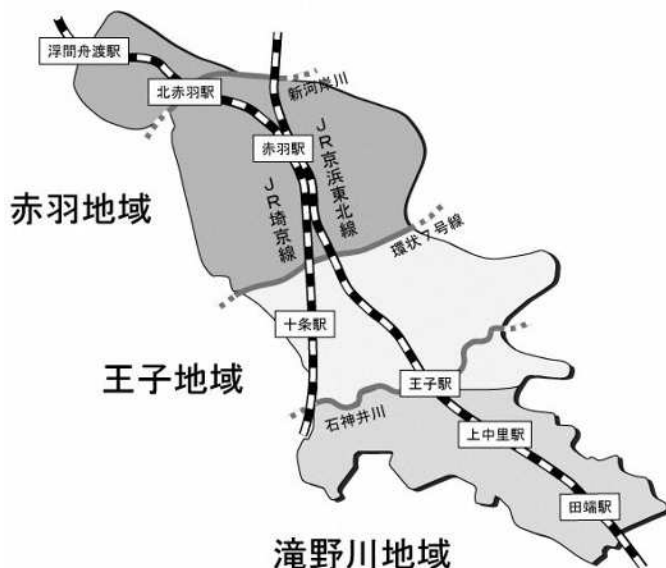 浮間舟渡駅
北赤羽駅
新河岸川
赤羽駅
JR京浜東北線
JR埼京線
赤羽地域
環状7号線
十条駅
王子地域
王子駅
石神井川
上中里駅
田端駅
滝野川地域